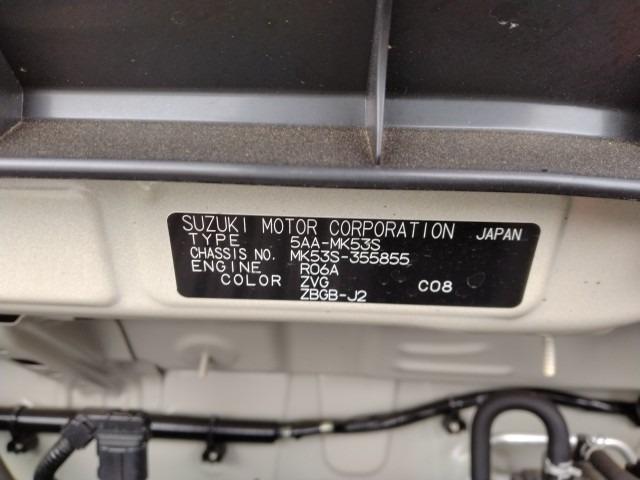 SUZUKI MOTOR CORPORATION JAPAN
TYPE 5AA-MK53S
CHASSIS NO. MK53S-355855
ENGINE R06A
COLOR ZVG C08
ZBGB-J2